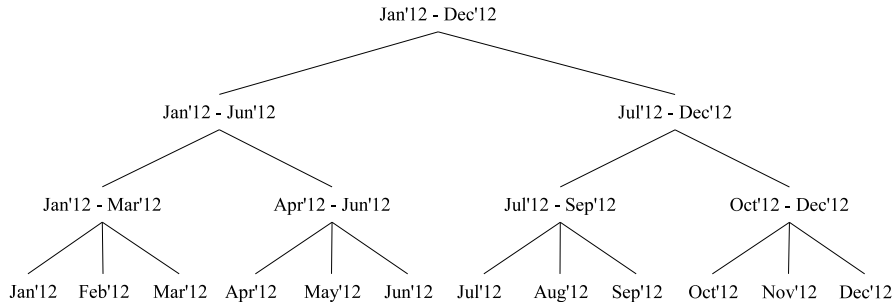 Jan'12 - Dec'12
Jan'12 - Jun'12 Jul'12 - Dec'12
Jan'12 - Mar'12 Apr'12 - Jun'12 Jul'12 - Sep'12 Oct'12 - Dec'12
Jan'12 Feb'12 Mar'12 Apr'12 May'12 Jun'12 Jul'12 Aug'12 Sep'12 Oct'12 Nov'12 Dec'12